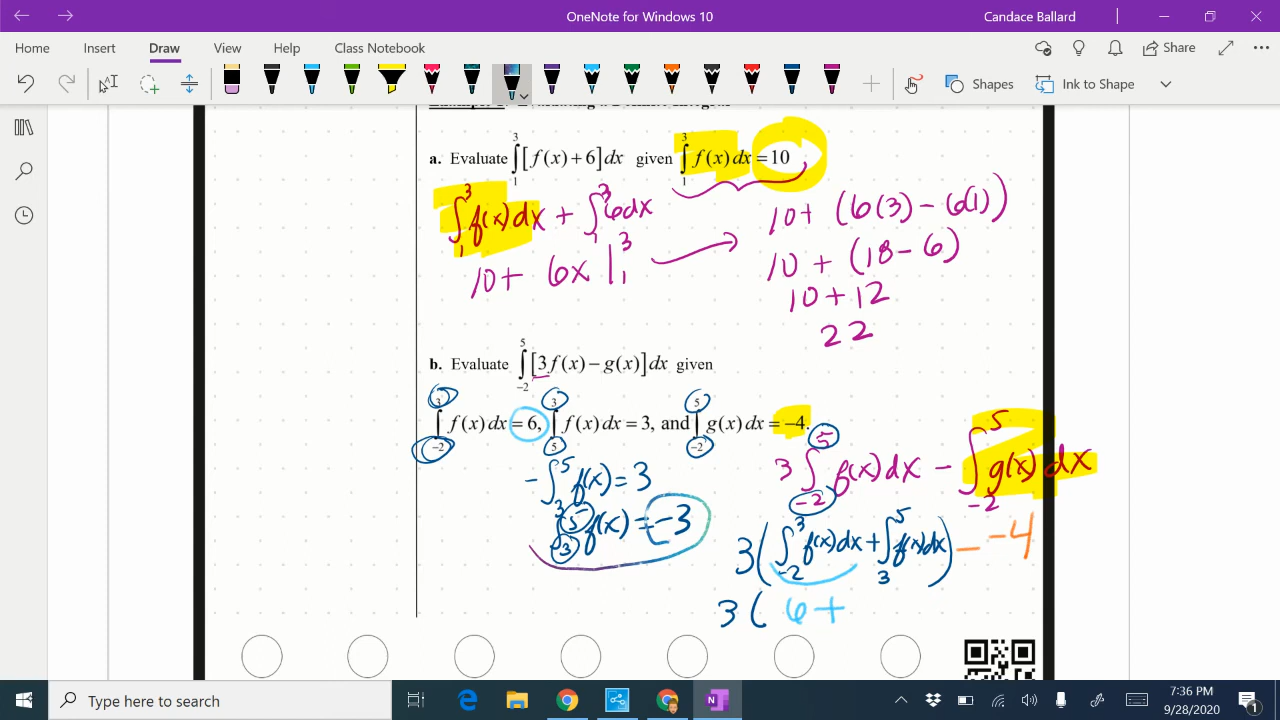 OneNote for Windows 10
Candace Ballard
Home Insert Draw View Help Class Notebook Share
Shapes Ink to Shape
a. Evaluate ∫₁³ [f(x)+6]dx given ∫₁³ f(x)dx = 10
∫₁³ f(x)dx + ∫₁³ 6dx
10+ 6x |₁³
10+ (6(3) - 6(1))
10 + (18-6)
10+12
22
b. Evaluate ∫₋₂⁵ [3f(x) − g(x)]dx given
∫₋₂³ f(x)dx = 6, ∫₅³ f(x)dx = 3, and ∫₋₂⁵ g(x)dx = −4.
- ∫₃⁵ f(x) = 3
∫₃⁵ f(x) = -3
3 ∫₋₂⁵ f(x)dx - ∫₋₂⁵ g(x)dx
3(∫₋₂³ f(x)dx + ∫₃⁵ f(x)dx) - -4
3 ( 6 +
Type here to search
7:36 PM
9/28/2020
1